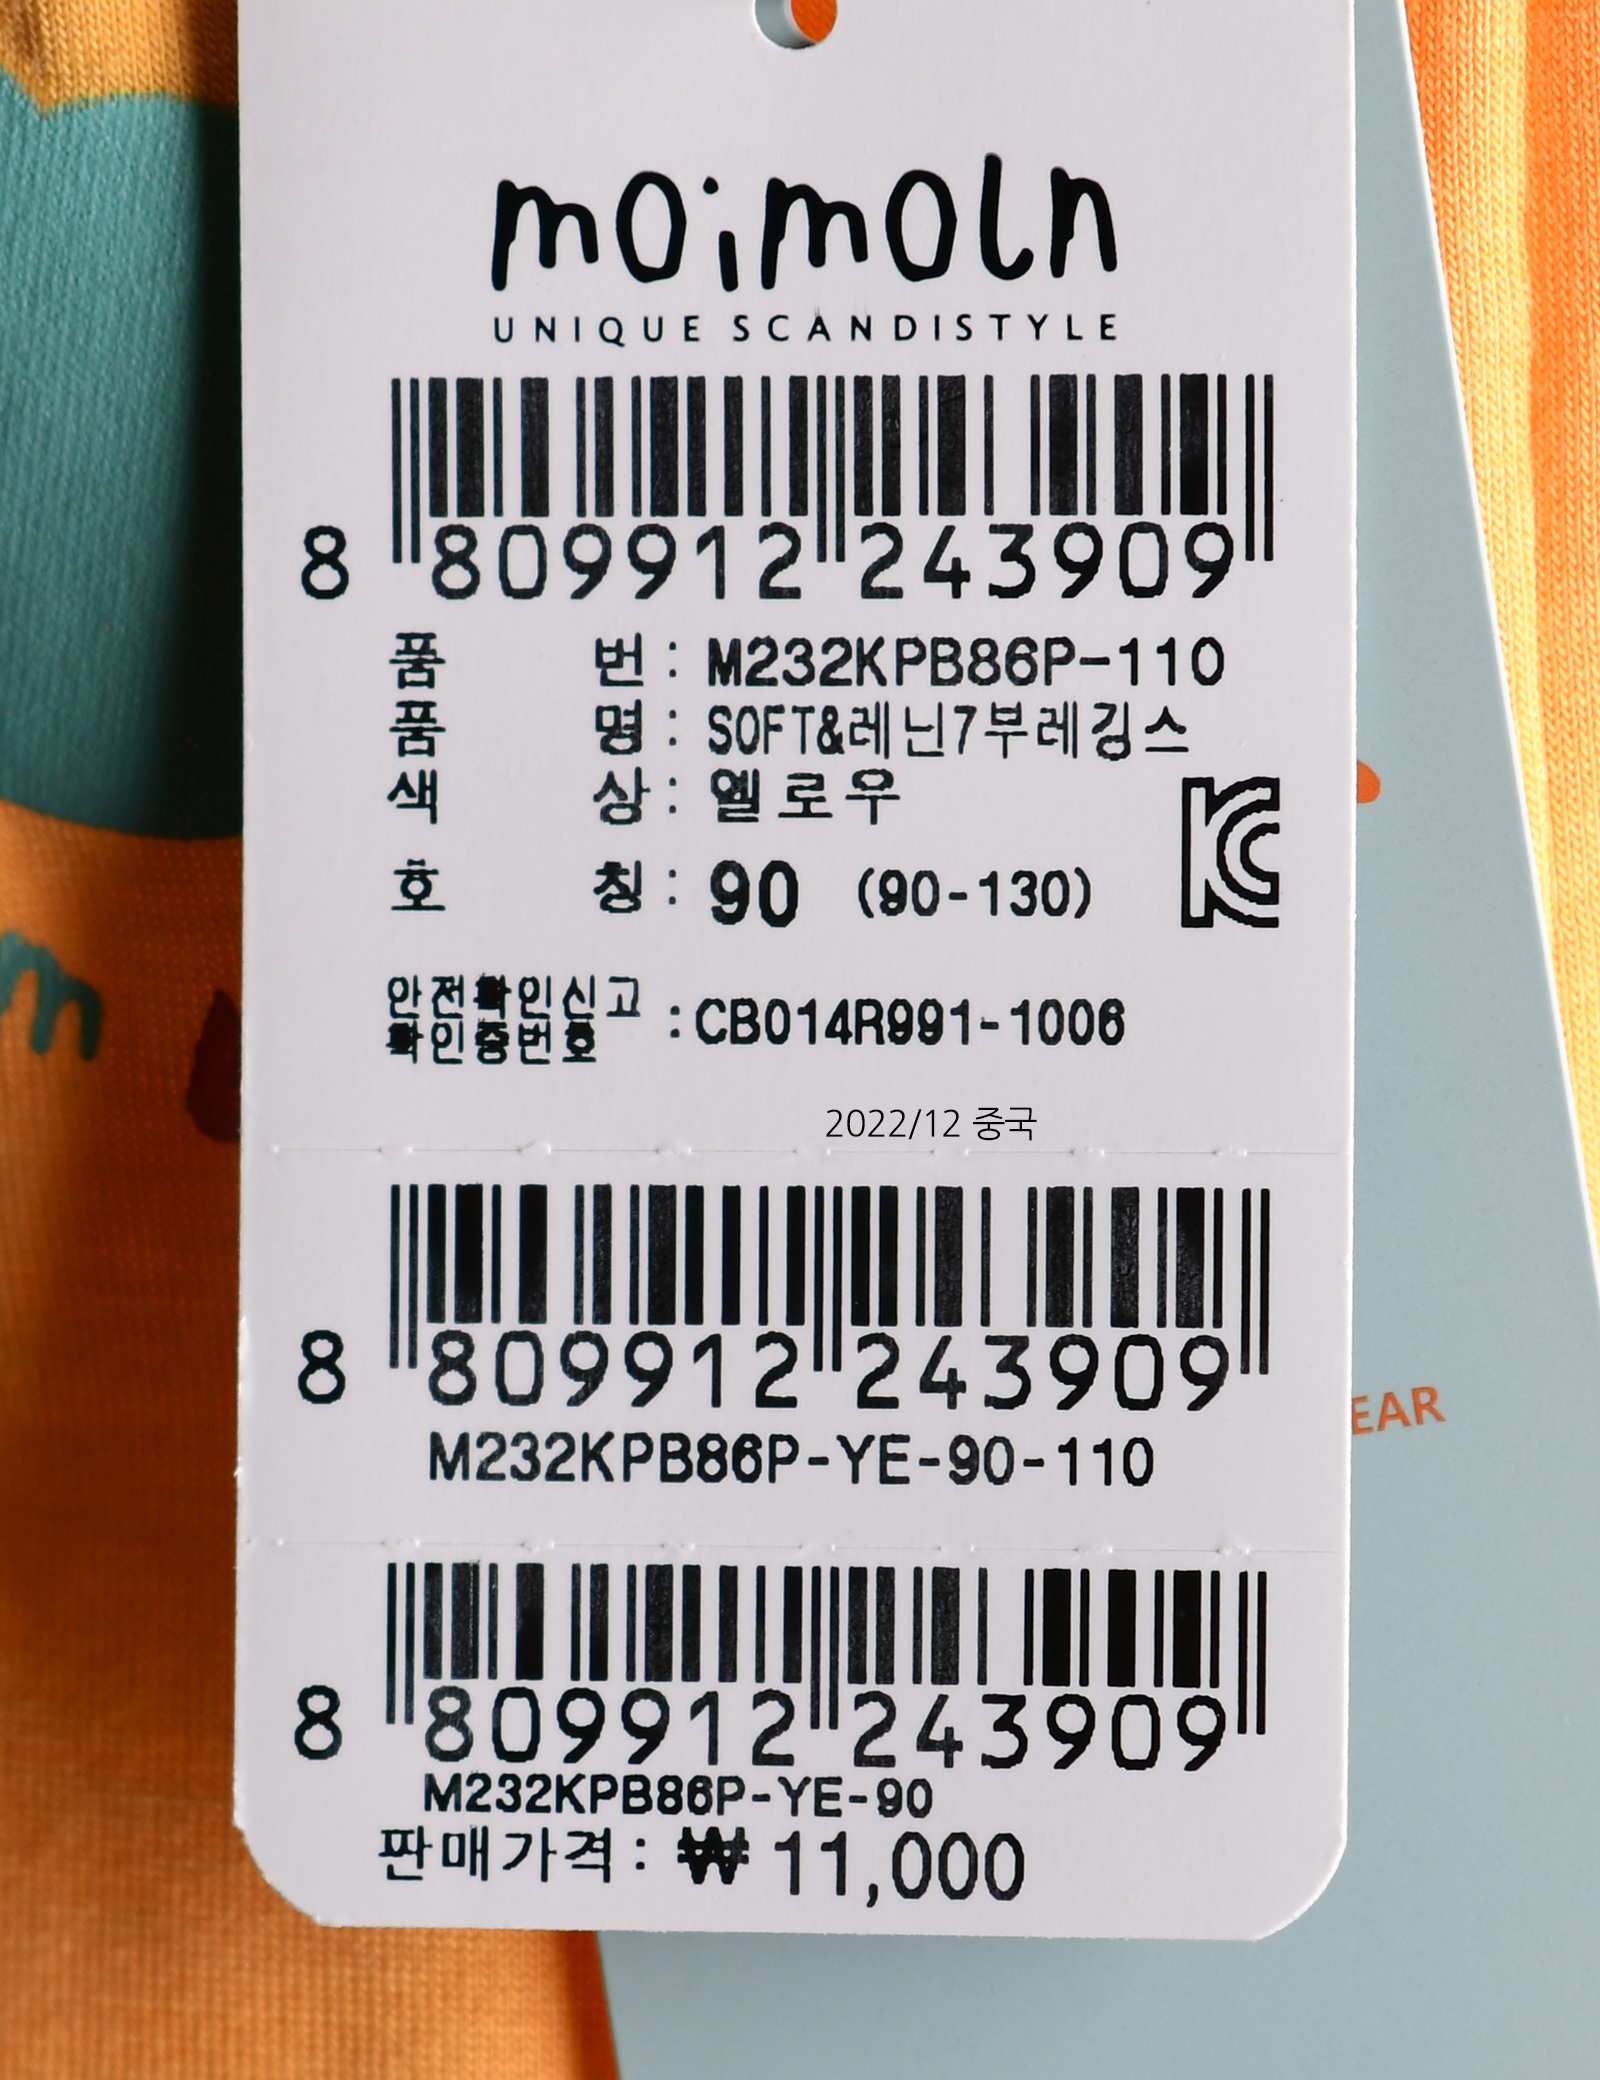 moimoln
UNIQUE SCANDISTYLE
8 809912 243909
품 번 : M232KPB86P-110
품 명 : SOFT&레닌7부레깅스
색 상 : 옐로우
호 칭 : 90 (90-130)
KC
안전확인신고
확인증번호 : CB014R991-1006
2022/12 중국
8 809912 243909
M232KPB86P-YE-90-110
EAR
8 809912 243909
M232KPB86P-YE-90
판매가격 : ₩ 11,000
m